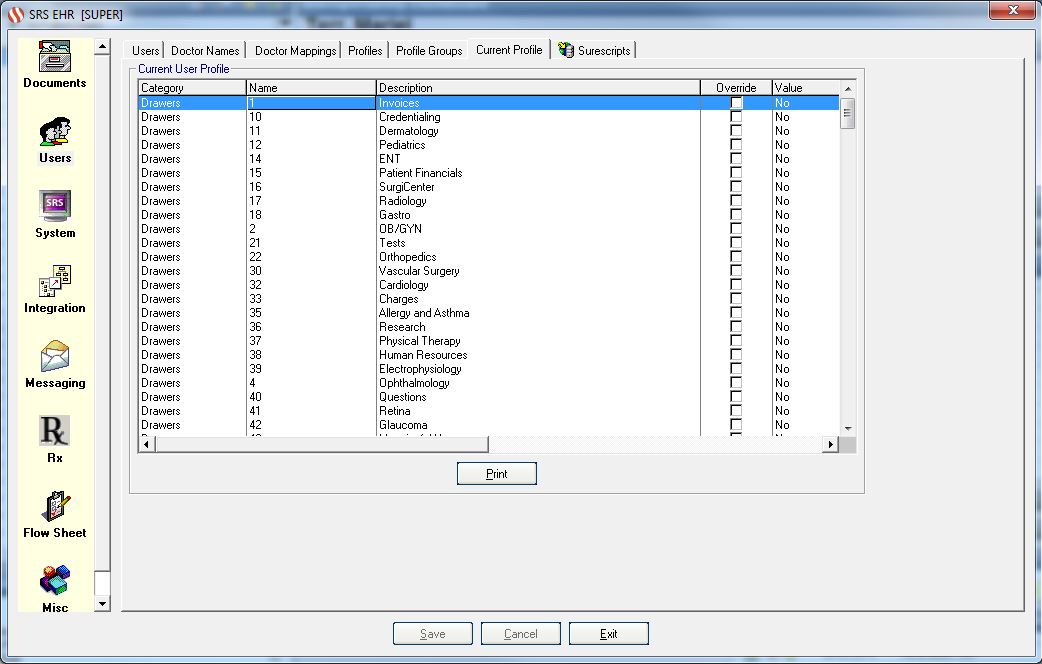 SRS EHR [SUPER]
Users Doctor Names Doctor Mappings Profiles Profile Groups Current Profile Surescripts
Documents
Users
SRS
System
Integration
Messaging
Rx
Rx
Flow Sheet
Misc
Current User Profile
Category Name Description Override Value
Drawers 1 Invoices No
Drawers 10 Credentialing No
Drawers 11 Dermatology No
Drawers 12 Pediatrics No
Drawers 14 ENT No
Drawers 15 Patient Financials No
Drawers 16 SurgiCenter No
Drawers 17 Radiology No
Drawers 18 Gastro No
Drawers 2 OB/GYN No
Drawers 21 Tests No
Drawers 22 Orthopedics No
Drawers 30 Vascular Surgery No
Drawers 32 Cardiology No
Drawers 33 Charges No
Drawers 35 Allergy and Asthma No
Drawers 36 Research No
Drawers 37 Physical Therapy No
Drawers 38 Human Resources No
Drawers 39 Electrophysiology No
Drawers 4 Ophthalmology No
Drawers 40 Questions No
Drawers 41 Retina No
Drawers 42 Glaucoma No
Print
Save Cancel Exit